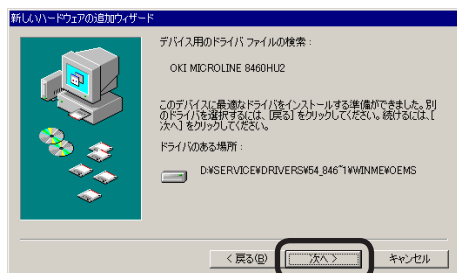 新しいハードウェアの追加ウィザード
デバイス用のドライバ ファイルの検索 :
OKI MICROLINE 8460HU2
このデバイスに最適なドライバをインストールする準備ができました。別
のドライバを選択するには、[戻る] をクリックしてください。続けるには、[
次へ] をクリックしてください。
ドライバのある場所 :
D:¥SERVICE¥DRIVERS¥54_846~1¥WINME¥OEMS
< 戻る(B)
次へ >
キャンセル